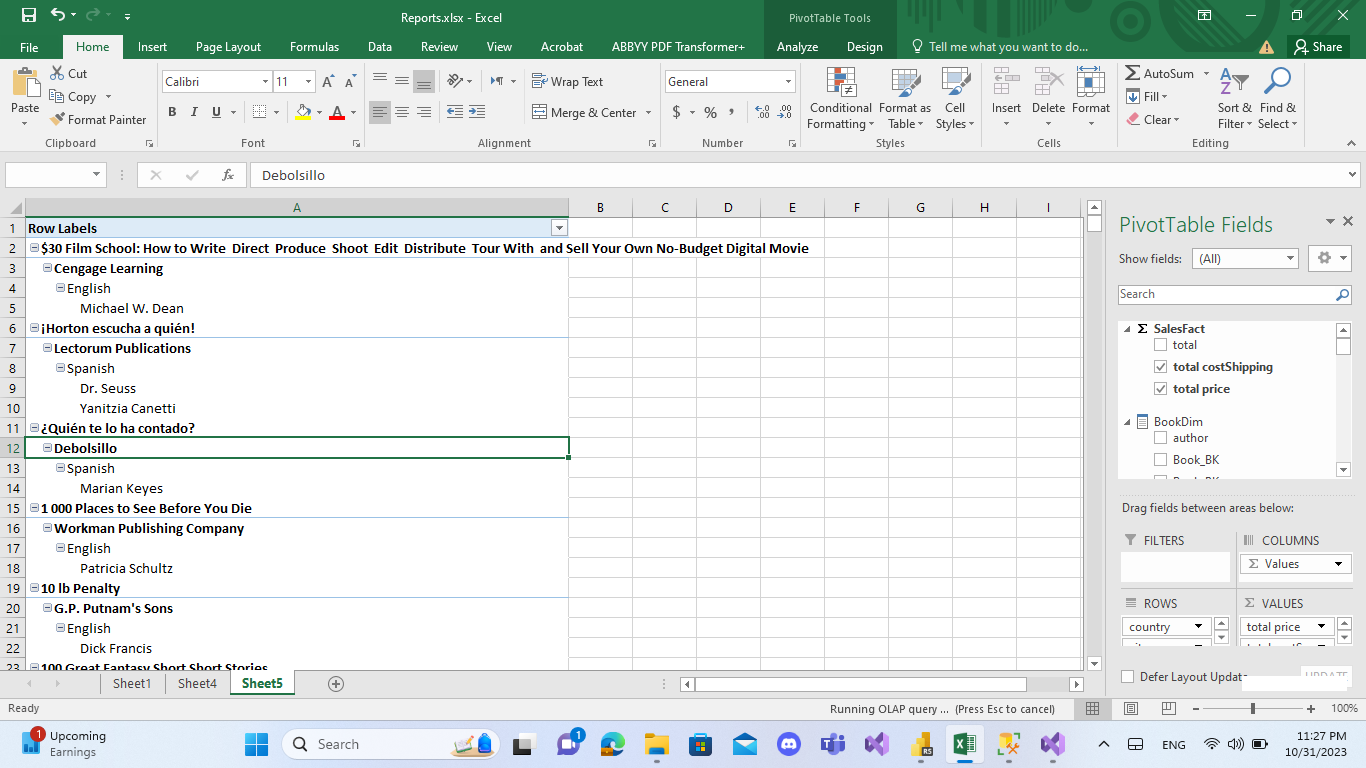 Reports.xlsx - Excel
PivotTable Tools
File Home Insert Page Layout Formulas Data Review View Acrobat ABBYY PDF Transformer+ Analyze Design Tell me what you want to do... Share
Paste
Cut
Copy
Format Painter
Clipboard
Calibri 11
B I U A
Font
Wrap Text
Merge & Center
Alignment
General
$ % ,
Number
Conditional Formatting
Format as Table
Cell Styles
Styles
Insert Delete Format
Cells
AutoSum
Fill
Clear
Sort & Filter
Find & Select
Editing
fx Debolsillo
A B C D E F G H I
1 Row Labels
2 $30 Film School: How to Write Direct Produce Shoot Edit Distribute Tour With and Sell Your Own No-Budget Digital Movie
3 Cengage Learning
4 English
5 Michael W. Dean
6 ¡Horton escucha a quién!
7 Lectorum Publications
8 Spanish
9 Dr. Seuss
10 Yanitzia Canetti
11 ¿Quién te lo ha contado?
12 Debolsillo
13 Spanish
14 Marian Keyes
15 1 000 Places to See Before You Die
16 Workman Publishing Company
17 English
18 Patricia Schultz
19 10 lb Penalty
20 G.P. Putnam's Sons
21 English
22 Dick Francis
23 100 Great Fantasy Short Short Stories
PivotTable Fields
Show fields: (All)
Search
Σ SalesFact
total
total costShipping
total price
BookDim
author
Book_BK
Drag fields between areas below:
FILTERS
COLUMNS
Σ Values
ROWS
country
Σ VALUES
total price
Defer Layout Update
UPDATE
Sheet1 Sheet4 Sheet5
Ready
Running OLAP query ... (Press Esc to cancel)
100%
1
Upcoming
Earnings
Search
1
RS
ENG
11:27 PM
10/31/2023